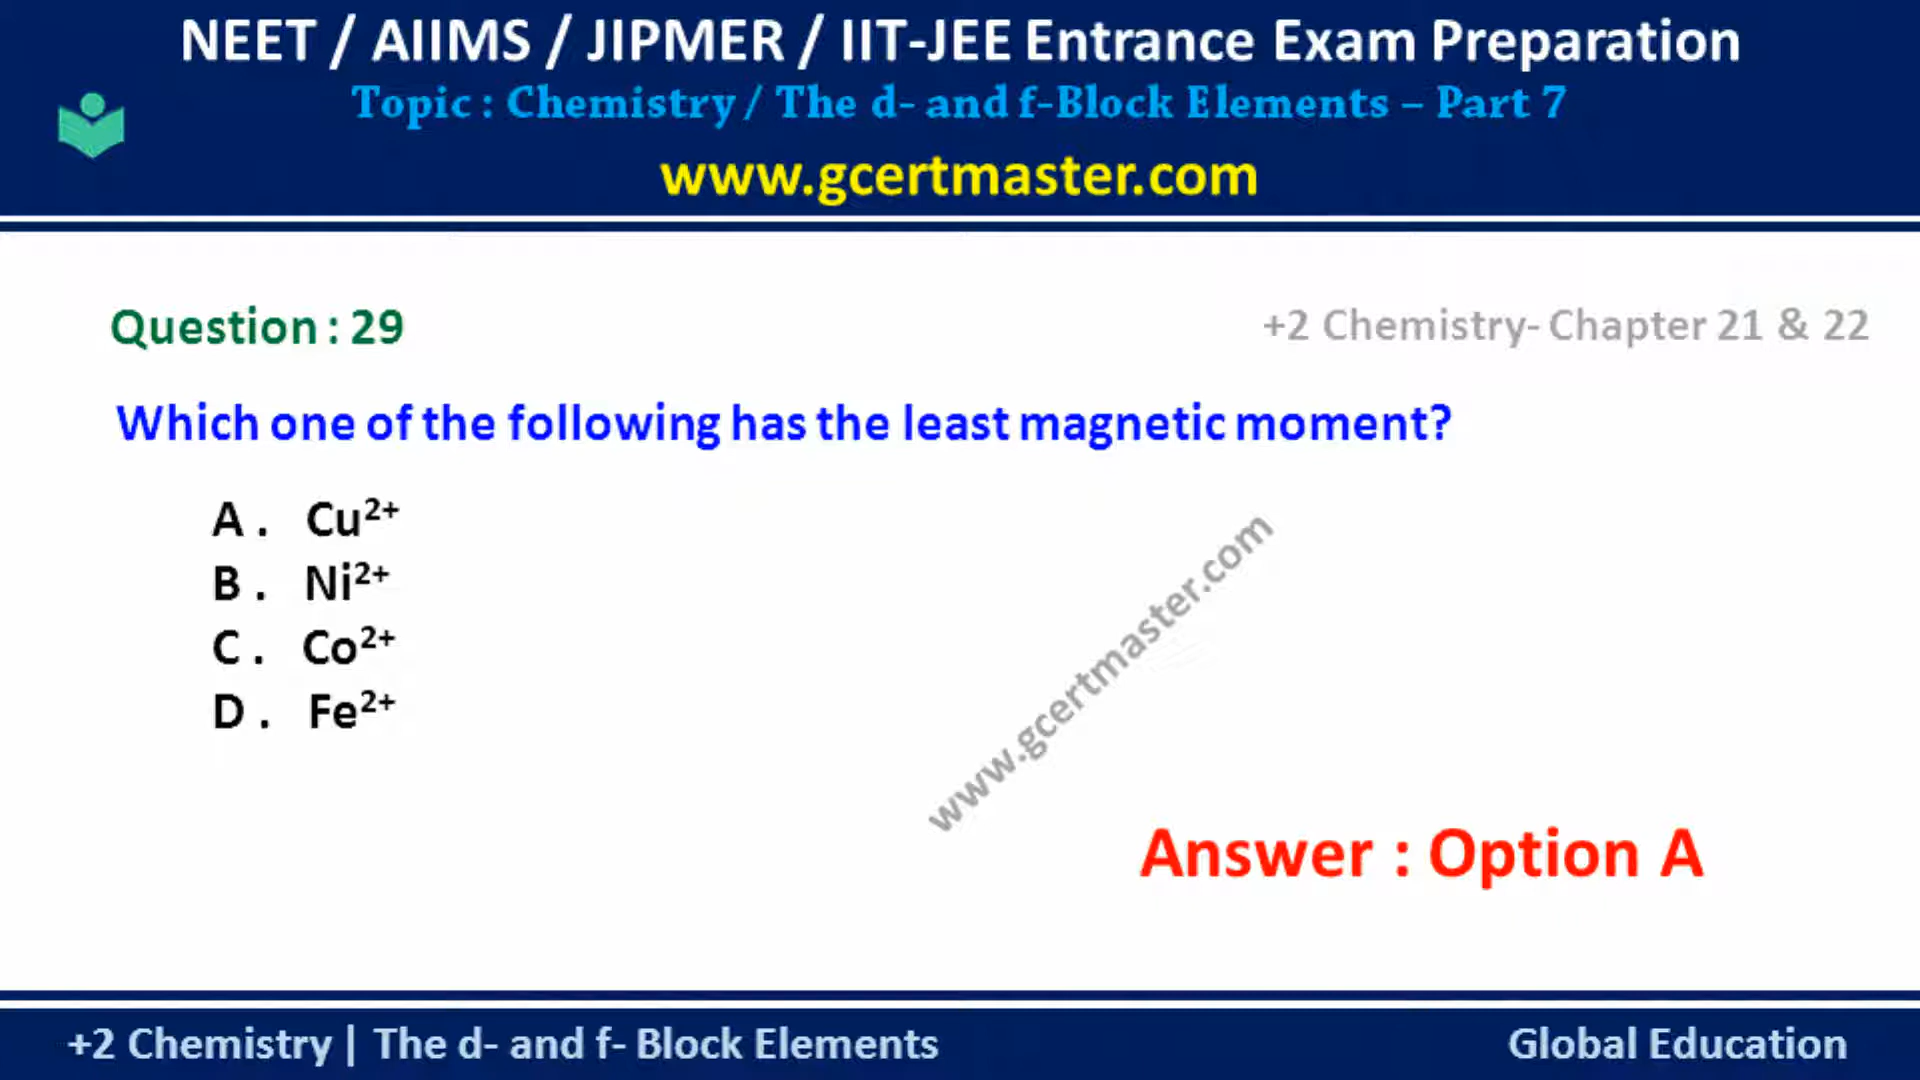 NEET / AIIMS / JIPMER / IIT-JEE Entrance Exam Preparation
Topic : Chemistry / The d- and f-Block Elements – Part 7
www.gcertmaster.com
Question : 29
+2 Chemistry- Chapter 21 & 22
Which one of the following has the least magnetic moment?
A . Cu²⁺
B . Ni²⁺
C . Co²⁺
D . Fe²⁺
www.gcertmaster.com
Answer : Option A
+2 Chemistry | The d- and f- Block Elements
Global Education